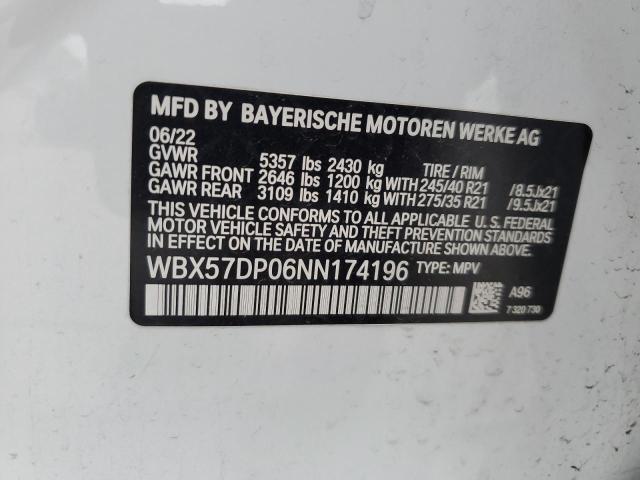 MFD BY BAYERISCHE MOTOREN WERKE AG
06/22
GVWR 5357 lbs 2430 kg TIRE / RIM
GAWR FRONT 2646 lbs 1200 kg WITH 245/40 R21 /8.5Jx21
GAWR REAR 3109 lbs 1410 kg WITH 275/35 R21 /9.5Jx21
THIS VEHICLE CONFORMS TO ALL APPLICABLE U. S. FEDERAL
MOTOR VEHICLE SAFETY AND THEFT PREVENTION STANDARDS
IN EFFECT ON THE DATE OF MANUFACTURE SHOWN ABOVE.
WBX57DP06NN174196 TYPE: MPV
A96
7 320 730